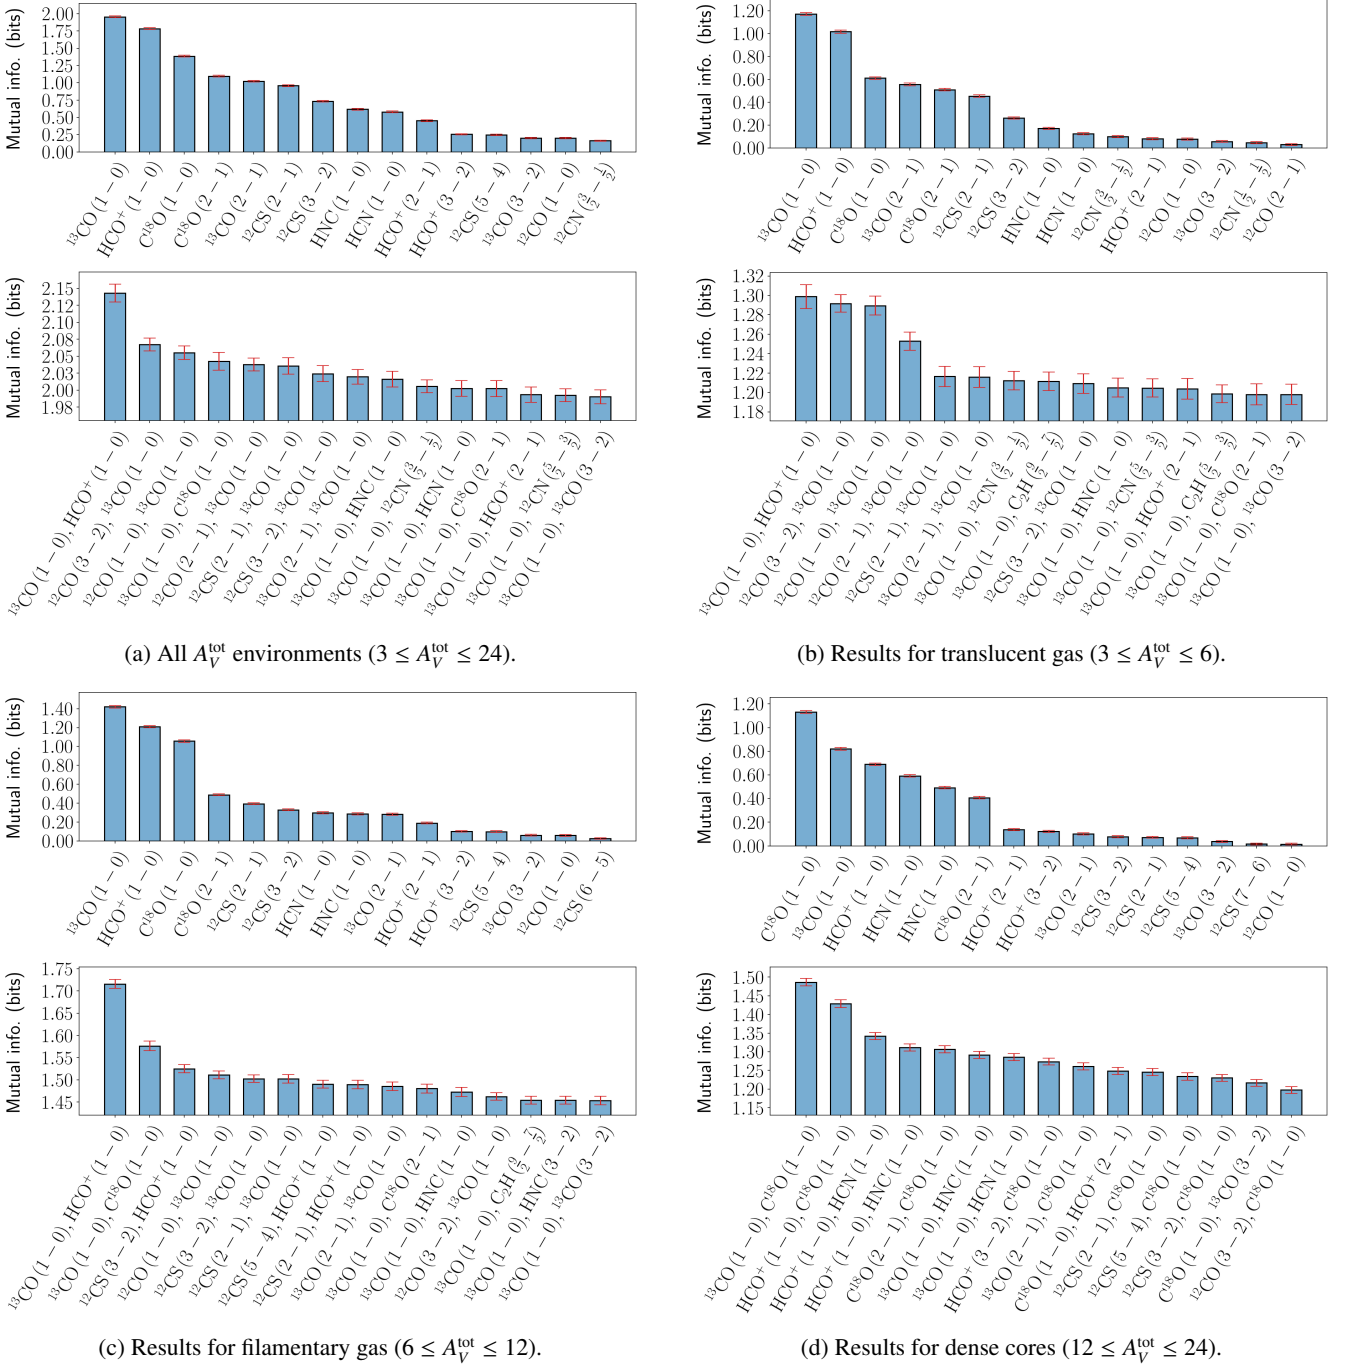 Mutual info. (bits)
2.00
1.75
1.50
1.25
1.00
0.75
0.50
0.25
0.00
¹³CO (1 − 0)
HCO⁺ (1 − 0)
C¹⁸O (1 − 0)
C¹⁸O (2 − 1)
¹³CO (2 − 1)
¹²CS (2 − 1)
¹²CS (3 − 2)
HNC (1 − 0)
HCN (1 − 0)
HCO⁺ (2 − 1)
HCO⁺ (3 − 2)
¹²CS (5 − 4)
¹³CO (3 − 2)
¹²CO (1 − 0)
¹²CN (3/2 − 1/2)
Mutual info. (bits)
2.15
2.12
2.10
2.08
2.05
2.03
2.00
1.98
¹³CO (1 − 0), HCO⁺ (1 − 0)
¹²CO (3 − 2), ¹³CO (1 − 0)
¹²CO (1 − 0), ¹³CO (1 − 0)
¹³CO (1 − 0), C¹⁸O (1 − 0)
¹²CO (2 − 1), ¹³CO (1 − 0)
¹²CS (2 − 1), ¹³CO (1 − 0)
¹²CS (3 − 2), ¹³CO (1 − 0)
¹³CO (2 − 1), ¹³CO (1 − 0)
¹³CO (1 − 0), HNC (1 − 0)
¹³CO (1 − 0), ¹²CN (3/2 − 1/2)
¹³CO (1 − 0), HCN (1 − 0)
¹³CO (1 − 0), C¹⁸O (2 − 1)
¹³CO (1 − 0), HCO⁺ (2 − 1)
¹³CO (1 − 0), ¹²CN (5/2 − 3/2)
¹³CO (1 − 0), ¹³CO (3 − 2)
(a) All A_V^tot environments (3 ≤ A_V^tot ≤ 24).
Mutual info. (bits)
1.20
1.00
0.80
0.60
0.40
0.20
0.00
¹³CO (1 − 0)
HCO⁺ (1 − 0)
C¹⁸O (1 − 0)
¹³CO (2 − 1)
C¹⁸O (2 − 1)
¹²CS (2 − 1)
¹²CS (3 − 2)
HNC (1 − 0)
HCN (1 − 0)
¹²CN (3/2 − 1/2)
HCO⁺ (2 − 1)
¹²CO (1 − 0)
¹³CO (3 − 2)
¹²CN (1/2 − 1/2)
¹²CO (2 − 1)
Mutual info. (bits)
1.32
1.30
1.28
1.26
1.24
1.22
1.20
1.18
¹³CO (1 − 0), HCO⁺ (1 − 0)
¹²CO (3 − 2), ¹³CO (1 − 0)
¹²CO (1 − 0), ¹³CO (1 − 0)
¹²CO (2 − 1), ¹³CO (1 − 0)
¹²CS (2 − 1), ¹³CO (1 − 0)
¹³CO (2 − 1), ¹³CO (1 − 0)
¹³CO (1 − 0), ¹²CN (3/2 − 1/2)
¹³CO (1 − 0), C₂H (9/2 − 7/2)
¹²CS (3 − 2), ¹³CO (1 − 0)
¹³CO (1 − 0), HNC (1 − 0)
¹³CO (1 − 0), ¹²CN (5/2 − 3/2)
¹³CO (1 − 0), HCO⁺ (2 − 1)
¹³CO (1 − 0), C₂H (5/2 − 3/2)
¹³CO (1 − 0), C¹⁸O (2 − 1)
¹³CO (1 − 0), ¹³CO (3 − 2)
(b) Results for translucent gas (3 ≤ A_V^tot ≤ 6).
Mutual info. (bits)
1.40
1.20
1.00
0.80
0.60
0.40
0.20
0.00
¹³CO (1 − 0)
HCO⁺ (1 − 0)
C¹⁸O (1 − 0)
C¹⁸O (2 − 1)
¹²CS (2 − 1)
¹²CS (3 − 2)
HCN (1 − 0)
HNC (1 − 0)
¹³CO (2 − 1)
HCO⁺ (2 − 1)
HCO⁺ (3 − 2)
¹²CS (5 − 4)
¹³CO (3 − 2)
¹²CO (1 − 0)
¹²CS (6 − 5)
Mutual info. (bits)
1.75
1.70
1.65
1.60
1.55
1.50
1.45
¹³CO (1 − 0), HCO⁺ (1 − 0)
¹³CO (1 − 0), C¹⁸O (1 − 0)
¹²CS (3 − 2), HCO⁺ (1 − 0)
¹²CO (1 − 0), ¹³CO (1 − 0)
¹²CS (3 − 2), ¹³CO (1 − 0)
¹²CS (2 − 1), ¹³CO (1 − 0)
¹²CS (5 − 4), HCO⁺ (1 − 0)
¹²CS (2 − 1), HCO⁺ (1 − 0)
¹³CO (2 − 1), ¹³CO (1 − 0)
¹³CO (1 − 0), C¹⁸O (2 − 1)
¹³CO (1 − 0), HNC (1 − 0)
¹²CO (3 − 2), ¹³CO (1 − 0)
¹³CO (1 − 0), C₂H (9/2 − 7/2)
¹³CO (1 − 0), HNC (3 − 2)
¹³CO (1 − 0), ¹³CO (3 − 2)
(c) Results for filamentary gas (6 ≤ A_V^tot ≤ 12).
Mutual info. (bits)
1.20
1.00
0.80
0.60
0.40
0.20
0.00
C¹⁸O (1 − 0)
¹³CO (1 − 0)
HCO⁺ (1 − 0)
HCN (1 − 0)
HNC (1 − 0)
C¹⁸O (2 − 1)
HCO⁺ (2 − 1)
HCO⁺ (3 − 2)
¹³CO (2 − 1)
¹²CS (3 − 2)
¹²CS (2 − 1)
¹²CS (5 − 4)
¹³CO (3 − 2)
¹²CS (7 − 6)
¹²CO (1 − 0)
Mutual info. (bits)
1.50
1.45
1.40
1.35
1.30
1.25
1.20
1.15
¹³CO (1 − 0), C¹⁸O (1 − 0)
HCO⁺ (1 − 0), C¹⁸O (1 − 0)
HCO⁺ (1 − 0), HCN (1 − 0)
HCO⁺ (1 − 0), HNC (1 − 0)
C¹⁸O (2 − 1), C¹⁸O (1 − 0)
¹³CO (1 − 0), HNC (1 − 0)
¹³CO (1 − 0), HCN (1 − 0)
HCO⁺ (3 − 2), C¹⁸O (1 − 0)
¹³CO (2 − 1), C¹⁸O (1 − 0)
C¹⁸O (1 − 0), HCO⁺ (2 − 1)
¹²CS (2 − 1), C¹⁸O (1 − 0)
¹²CS (5 − 4), C¹⁸O (1 − 0)
¹²CS (3 − 2), C¹⁸O (1 − 0)
C¹⁸O (1 − 0), ¹³CO (3 − 2)
¹²CO (3 − 2), C¹⁸O (1 − 0)
(d) Results for dense cores (12 ≤ A_V^tot ≤ 24).